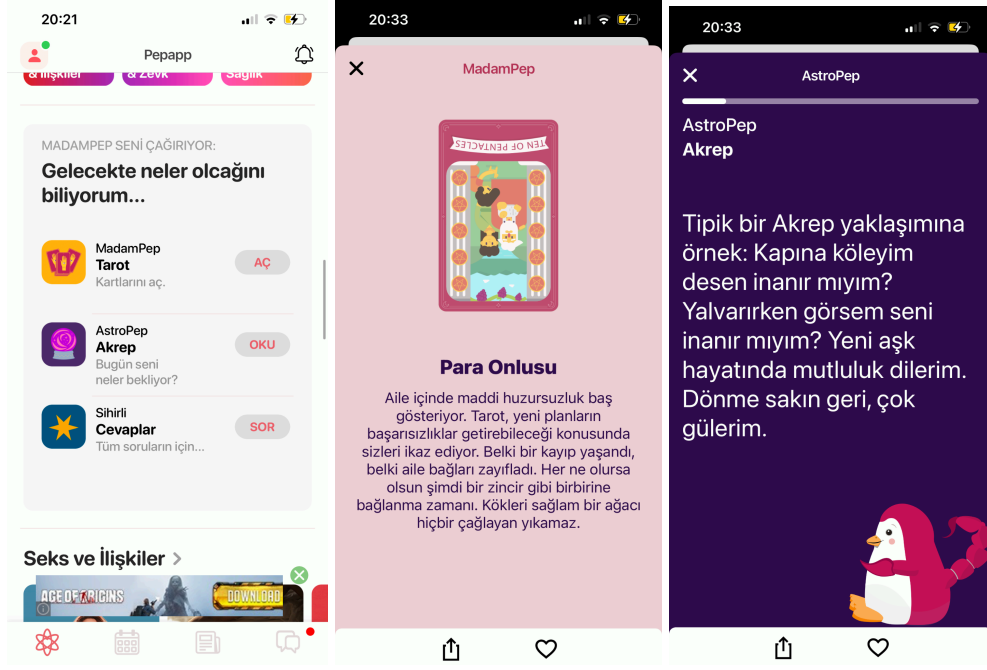 20:21
Pepapp
& İlişkiler
& Zevk
Sağlık
MADAMPEP SENİ ÇAĞIRIYOR:
Gelecekte neler olcağını
biliyorum...
MadamPep
Tarot
Kartlarını aç.
AÇ
AstroPep
Akrep
Bugün seni
neler bekliyor?
OKU
Sihirli
Cevaplar
Tüm soruların için...
SOR
Seks ve İlişkiler
AGE OF ORIGINS
DOWNLOAD
20:33
MadamPep
TEN OF PENTACLES
Para Onlusu
Aile içinde maddi huzursuzluk baş
gösteriyor. Tarot, yeni planların
başarısızlıklar getirebileceği konusunda
sizleri ikaz ediyor. Belki bir kayıp yaşandı,
belki aile bağları zayıfladı. Her ne olursa
olsun şimdi bir zincir gibi birbirine
bağlanma zamanı. Kökleri sağlam bir ağacı
hiçbir çağlayan yıkamaz.
20:33
AstroPep
AstroPep
Akrep
Tipik bir Akrep yaklaşımına
örnek: Kapına köleyim
desen inanır mıyım?
Yalvarırken görsem seni
inanır mıyım? Yeni aşk
hayatında mutluluk dilerim.
Dönme sakın geri, çok
gülerim.